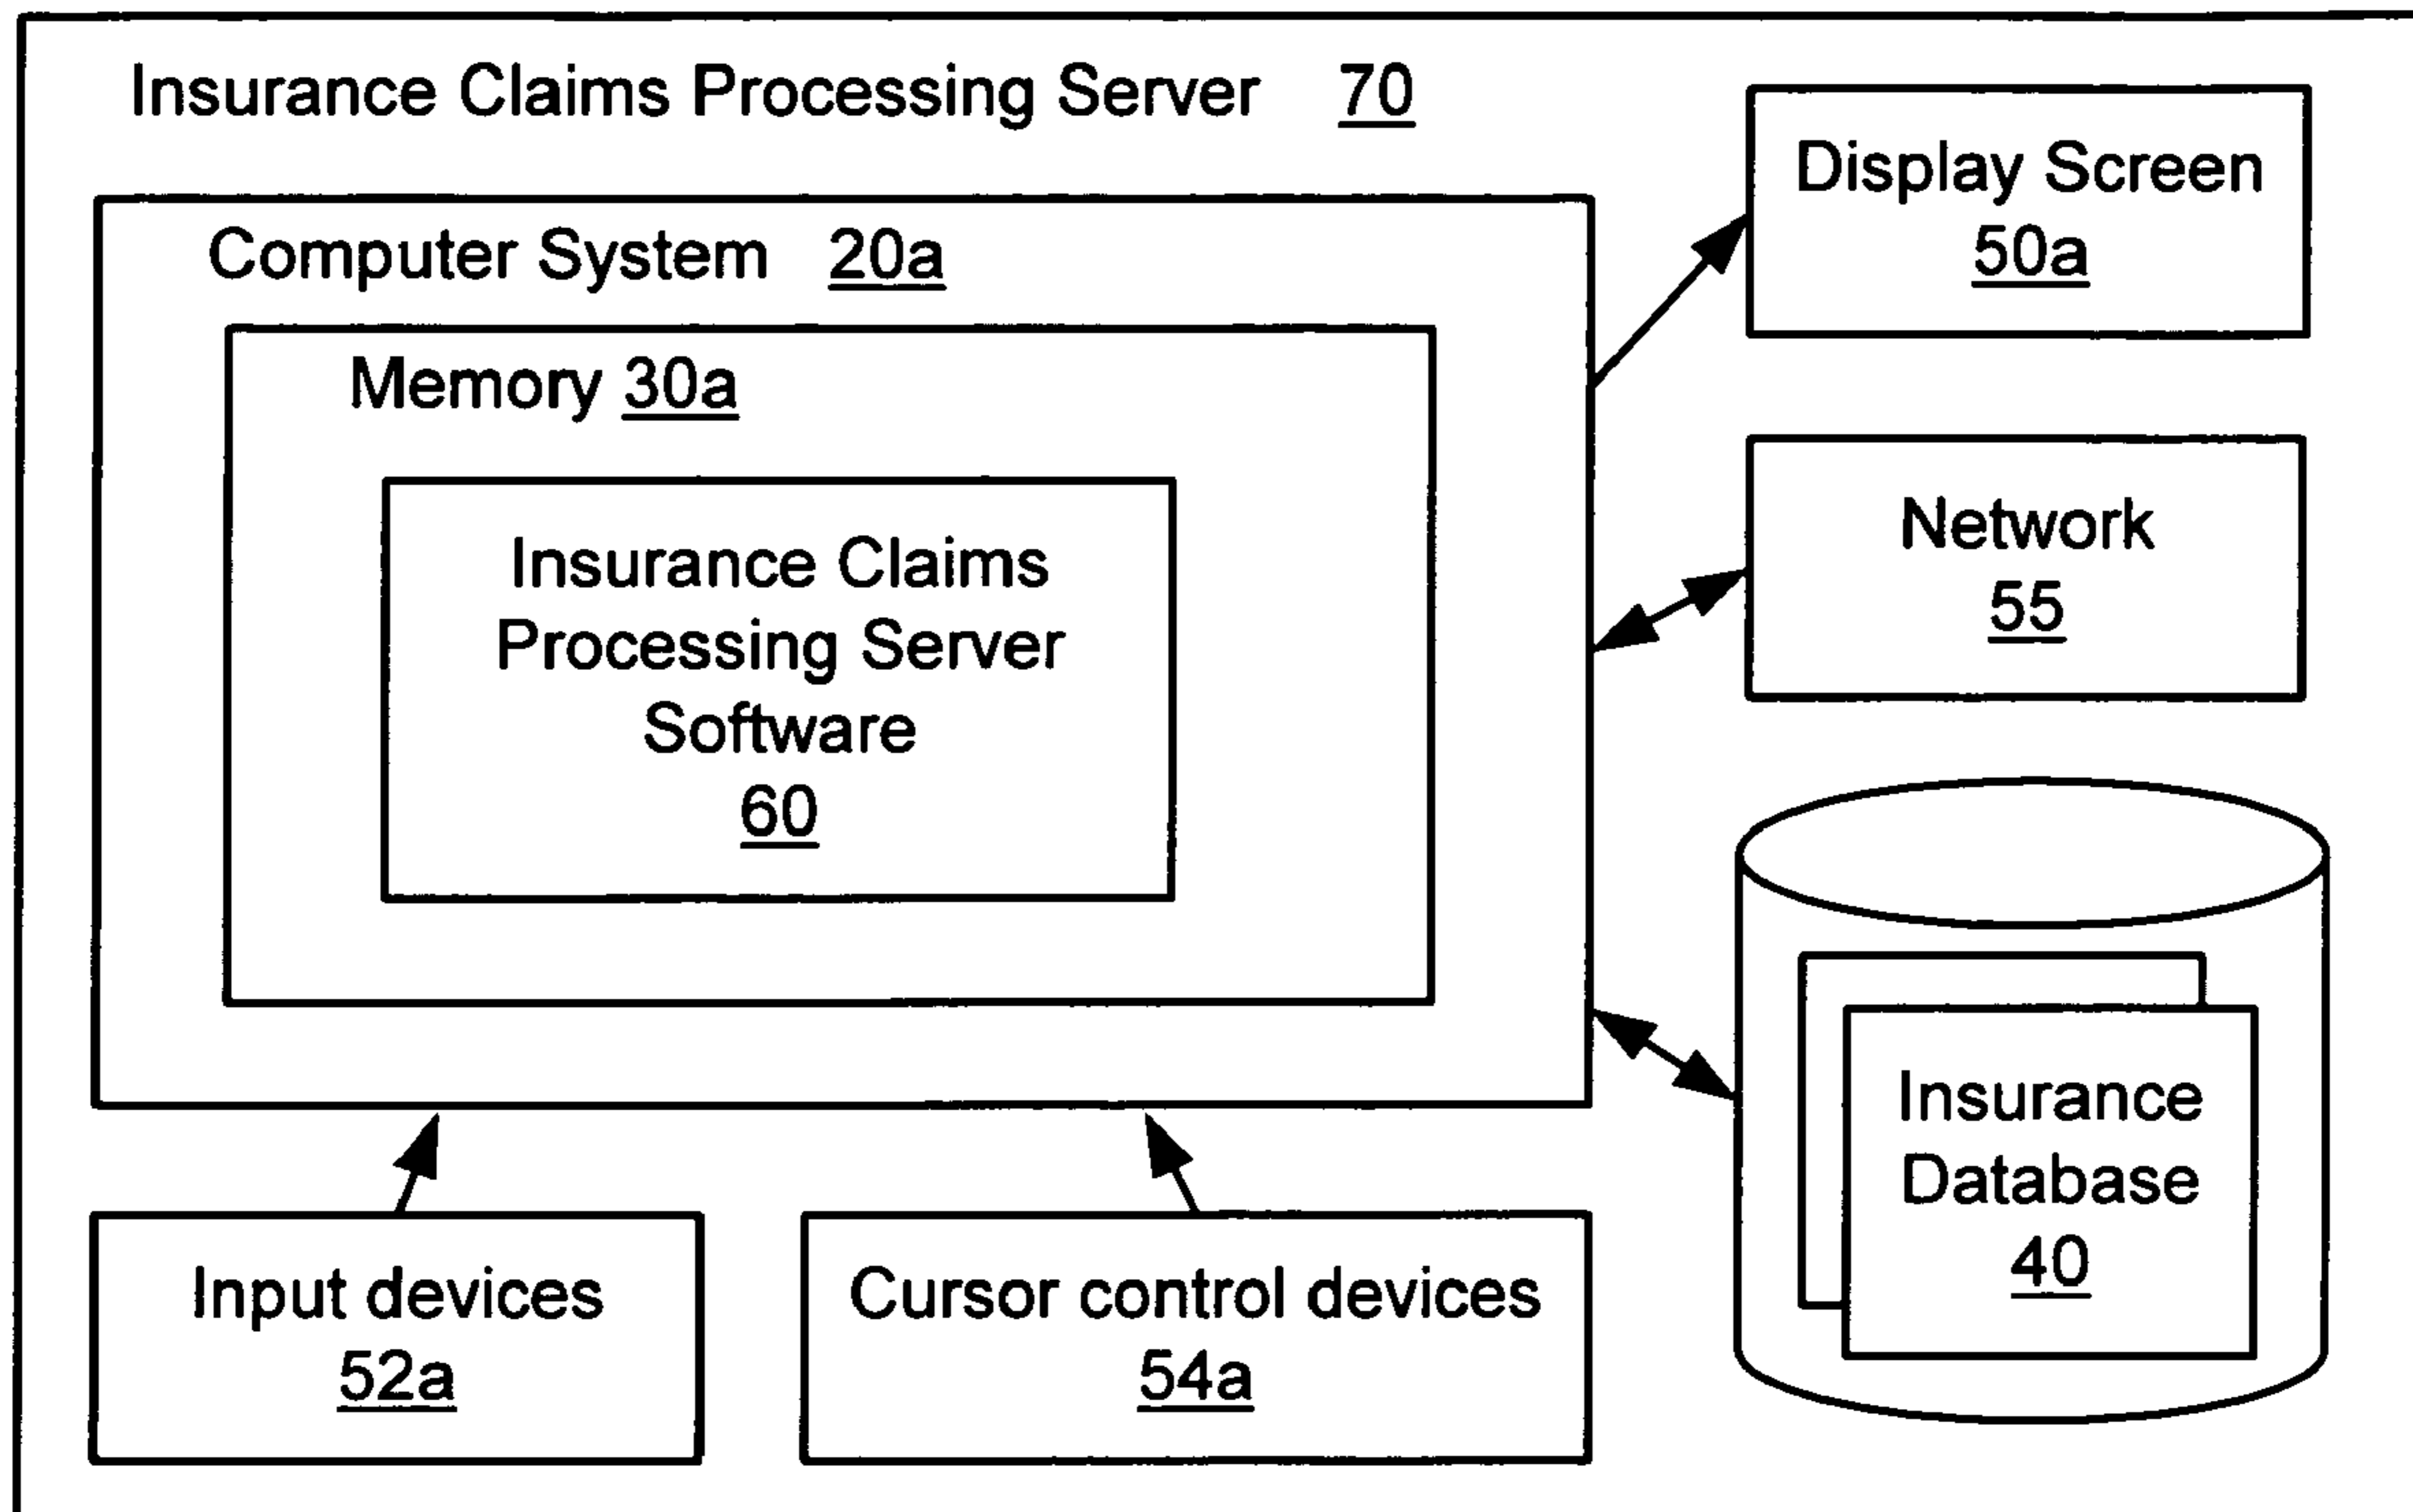 Insurance Claims Processing Server 70
Computer System 20a
Memory 30a
Insurance Claims
Processing Server
Software
60
Display Screen
50a
Network
55
Insurance
Database
40
Input devices
52a
Cursor control devices
54a